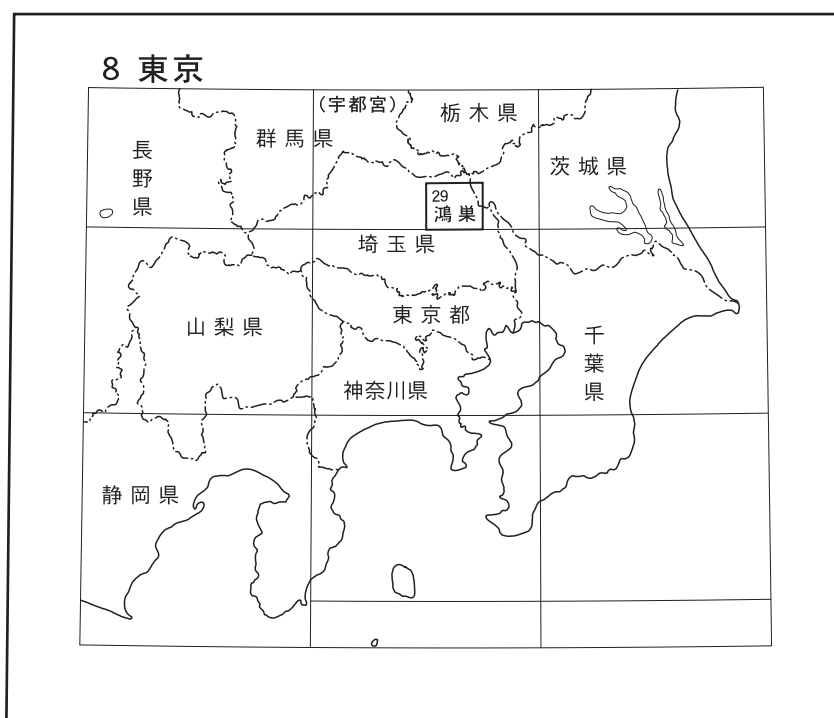 8 東京
(宇都宮)
栃木県
群馬県
長野県
茨城県
29
鴻巣
埼玉県
東京都
山梨県
千葉県
神奈川県
静岡県